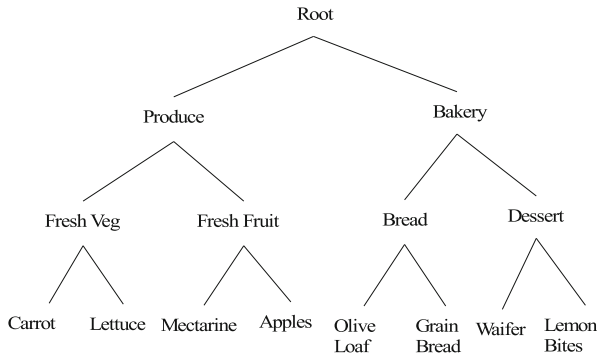 Root
Produce
Bakery
Fresh Veg
Fresh Fruit
Bread
Dessert
Carrot
Lettuce
Mectarine
Apples
Olive
Loaf
Grain
Bread
Waifer
Lemon
Bites